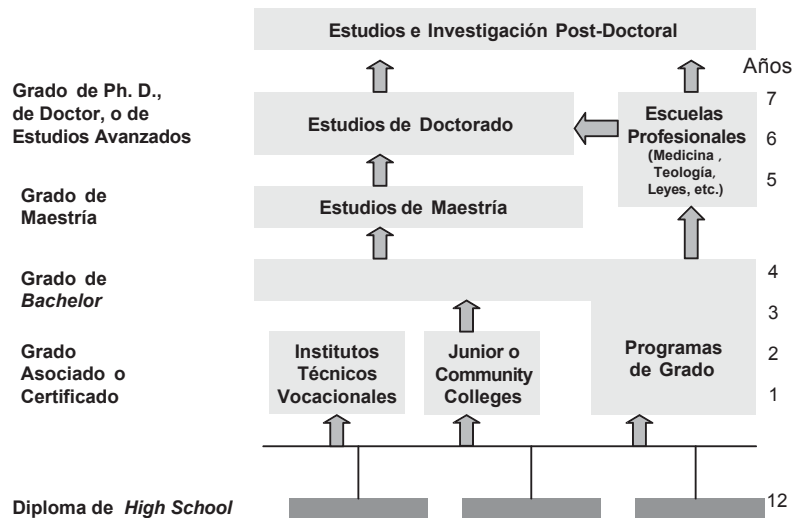 Estudios e Investigación Post-Doctoral
Años
Grado de Ph. D.,
de Doctor, o de
Estudios Avanzados
Estudios de Doctorado
Escuelas
Profesionales
(Medicina ,
Teología,
Leyes, etc.)
7
6
5
Grado de
Maestría
Estudios de Maestría
Grado de
Bachelor
4
3
Grado
Asociado o
Certificado
Institutos
Técnicos
Vocacionales
Junior o
Community
Colleges
Programas
de Grado
2
1
Diploma de High School
12